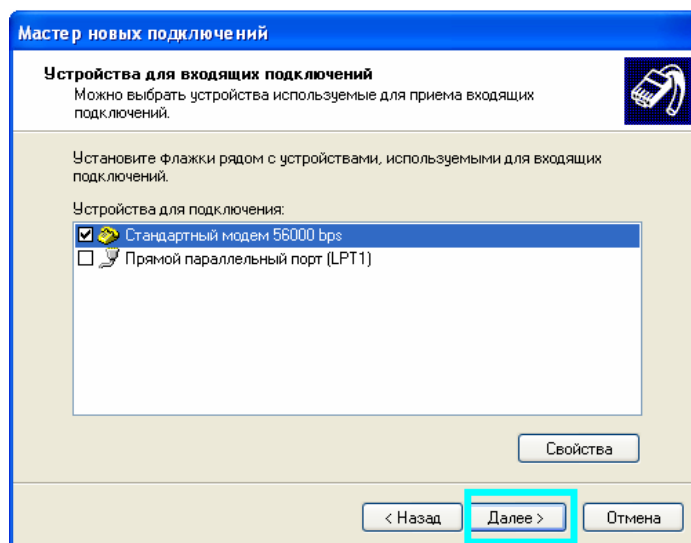 Мастер новых подключений
Устройства для входящих подключений
Можно выбрать устройства используемые для приема входящих
подключений.
Установите флажки рядом с устройствами, используемыми для входящих
подключений.
Устройства для подключения:
Стандартный модем 56000 bps
Прямой параллельный порт (LPT1)
Свойства
< Назад Далее > Отмена